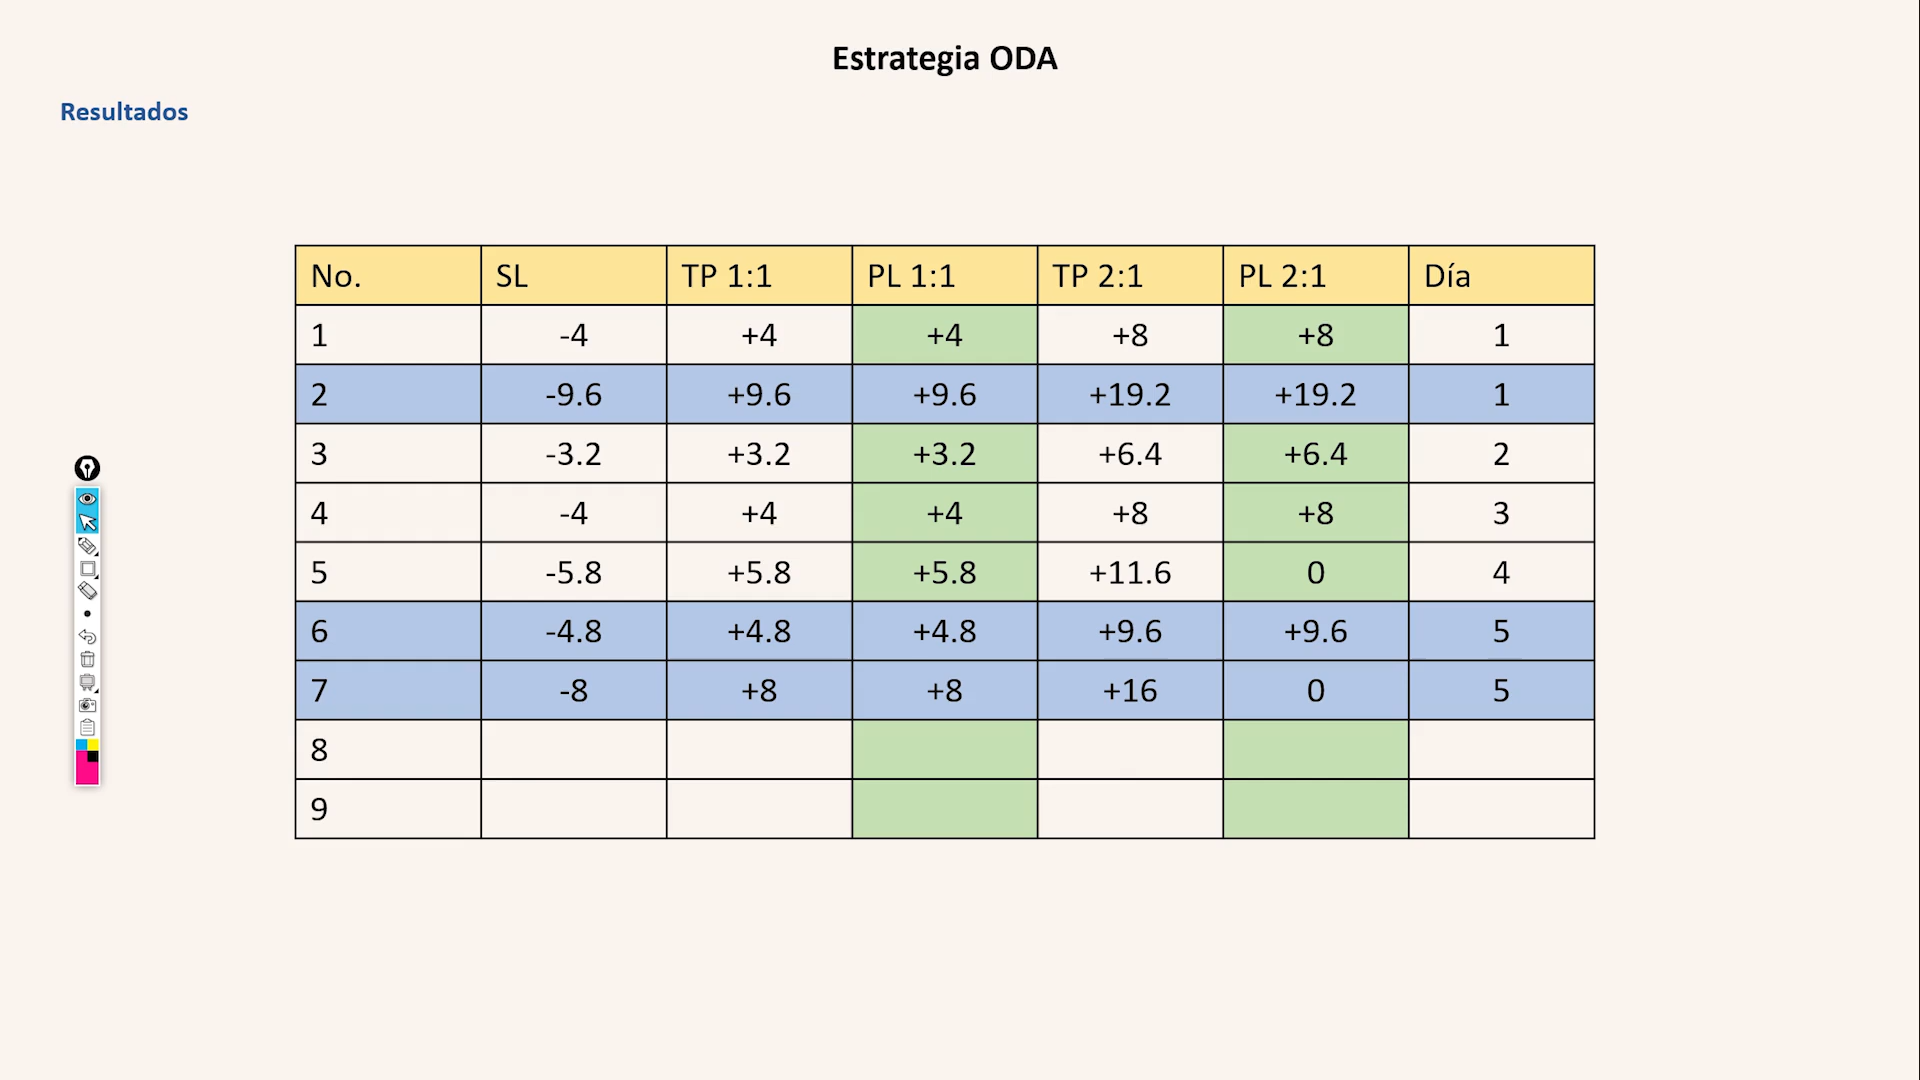 Estrategia ODA
Resultados
No. SL TP 1:1 PL 1:1 TP 2:1 PL 2:1 Día
1 -4 +4 +4 +8 +8 1
2 -9.6 +9.6 +9.6 +19.2 +19.2 1
3 -3.2 +3.2 +3.2 +6.4 +6.4 2
4 -4 +4 +4 +8 +8 3
5 -5.8 +5.8 +5.8 +11.6 0 4
6 -4.8 +4.8 +4.8 +9.6 +9.6 5
7 -8 +8 +8 +16 0 5
8
9